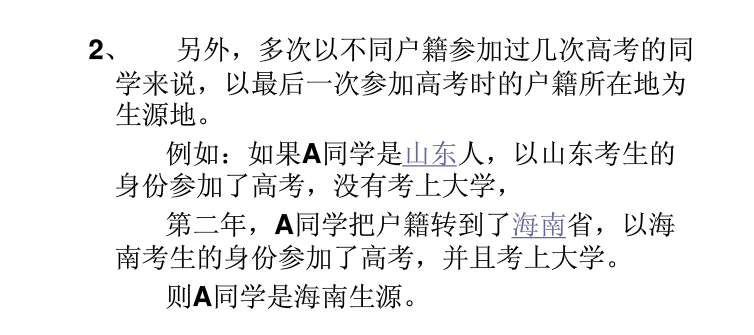 2、 另外，多次以不同户籍参加过几次高考的同
学来说，以最后一次参加高考时的户籍所在地为
生源地。
例如：如果A同学是山东人，以山东考生的
身份参加了高考，没有考上大学，
第二年，A同学把户籍转到了海南省，以海
南考生的身份参加了高考，并且考上大学。
则A同学是海南生源。